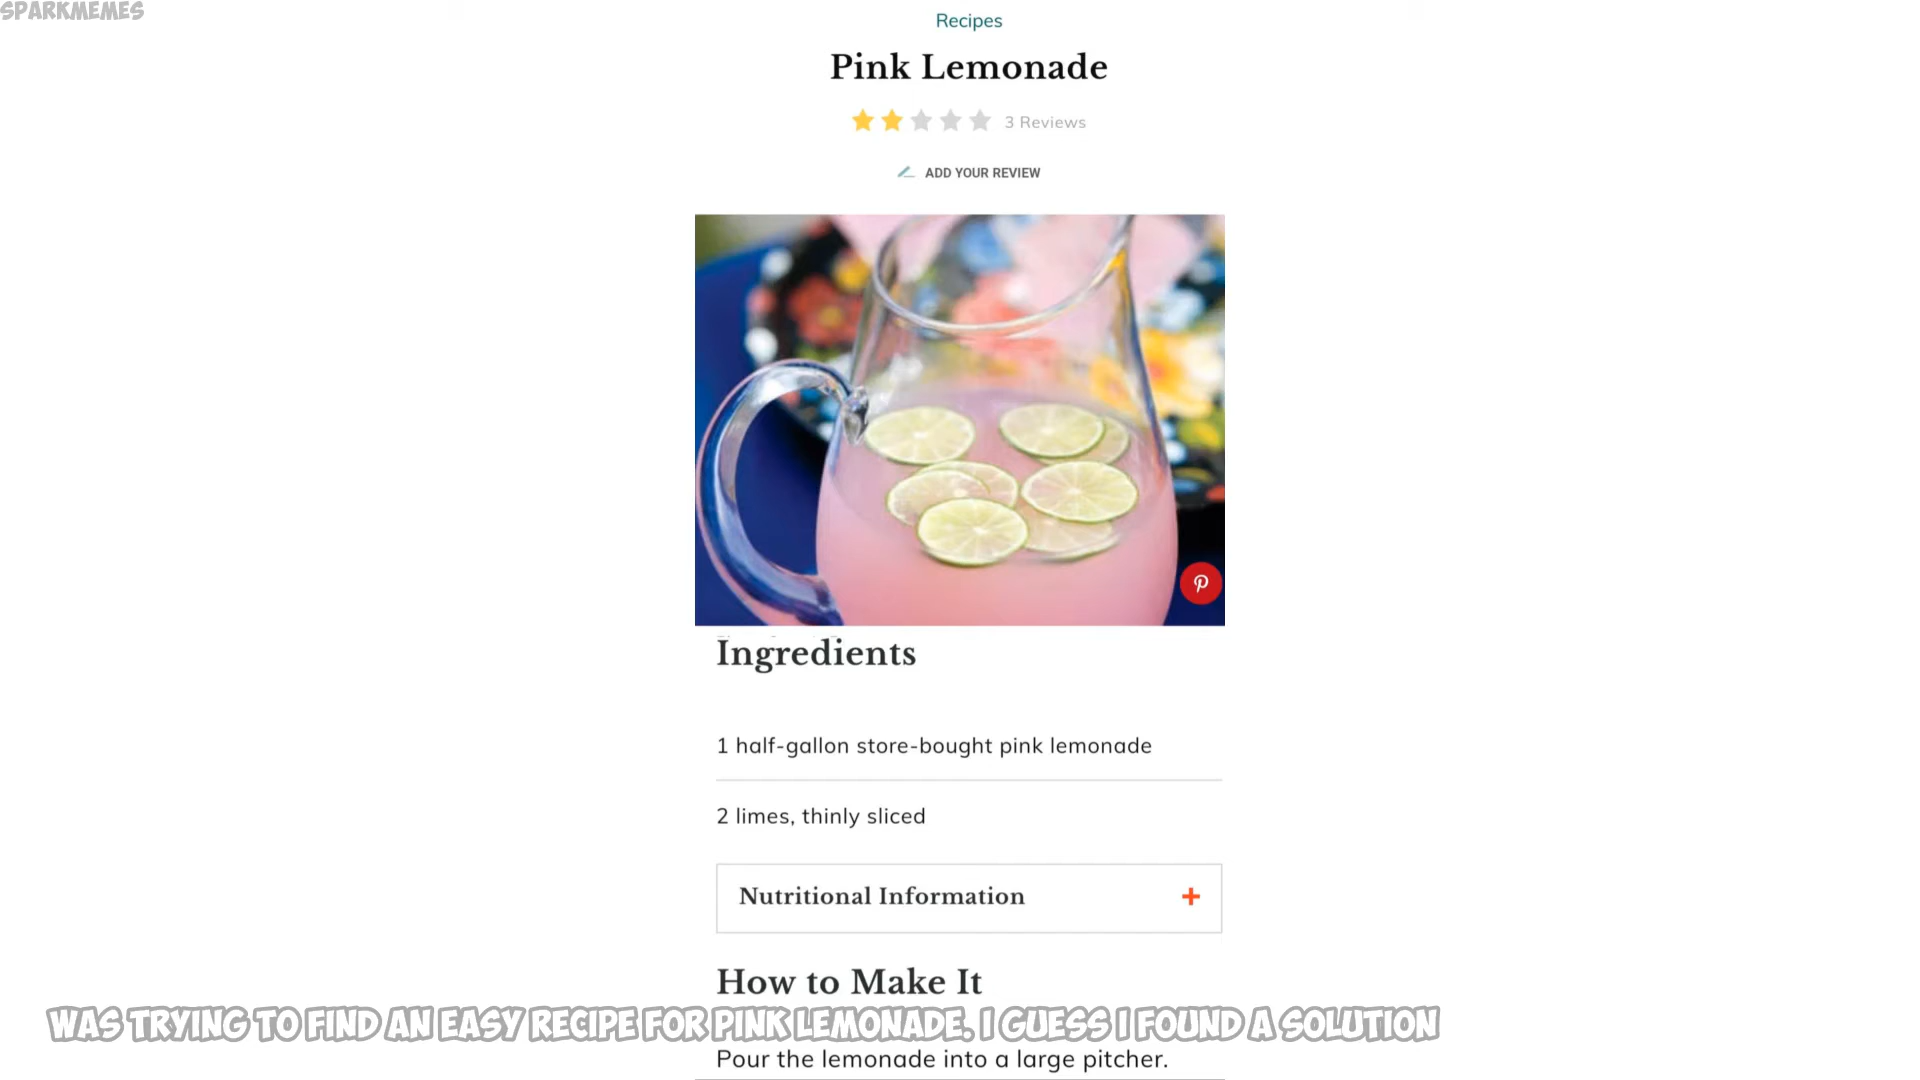 SPARKMEMES
Recipes
Pink Lemonade
3 Reviews
ADD YOUR REVIEW
Ingredients
1 half-gallon store-bought pink lemonade
2 limes, thinly sliced
Nutritional Information +
How to Make It
WAS TRYING TO FIND AN EASY RECIPE FOR PINK LEMONADE. I GUESS I FOUND A SOLUTION
Pour the lemonade into a large pitcher.